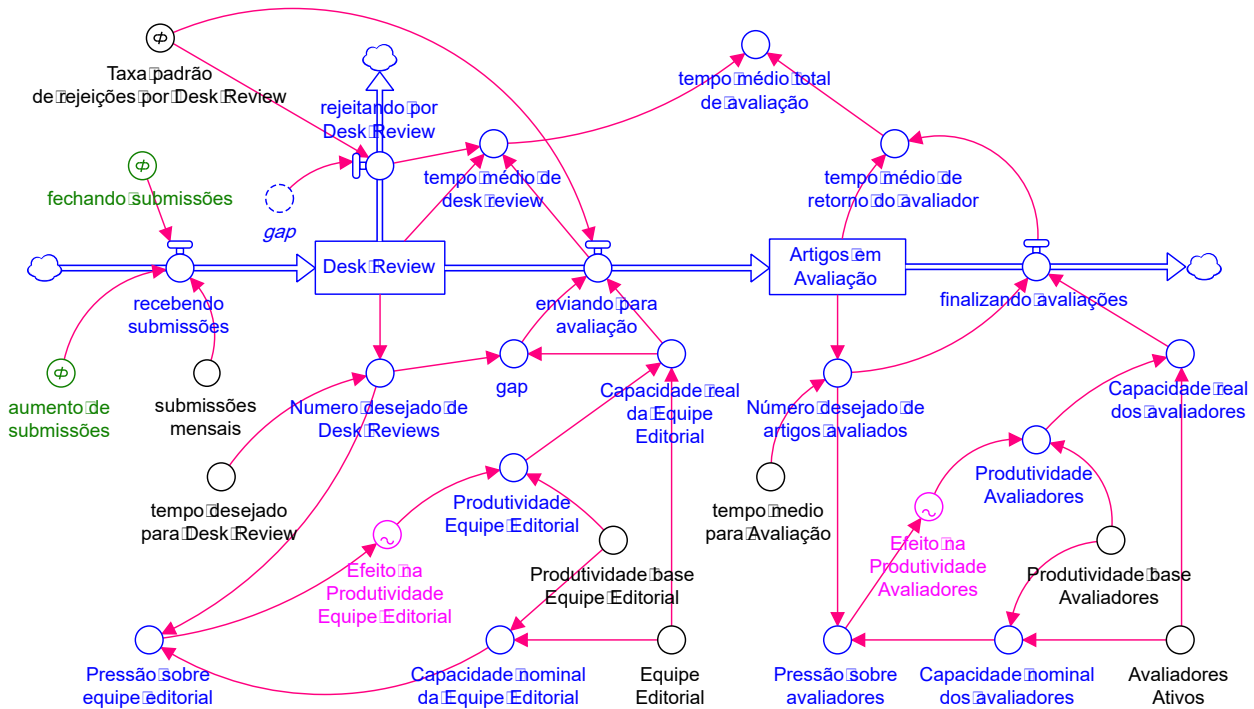 Taxa padrão
de rejeições por Desk Review
rejeitando por
Desk Review
tempo médio total
de avaliação
fechando submissões
gap
tempo médio de
desk review
tempo médio de
retorno do avaliador
Desk Review
Artigos em
Avaliação
recebendo
submissões
enviando para
avaliação
finalizando avaliações
aumento de
submissões
submissões
mensais
Numero desejado de
Desk Reviews
gap
Capacidade real
da Equipe
Editorial
Número desejado de
artigos avaliados
Capacidade real
dos avaliadores
tempo desejado
para Desk Review
Produtividade
Equipe Editorial
tempo medio
para Avaliação
Produtividade
Avaliadores
Efeito na
Produtividade
Equipe Editorial
Produtividade base
Equipe Editorial
Efeito na
Produtividade
Avaliadores
Produtividade base
Avaliadores
Pressão sobre
equipe editorial
Capacidade nominal
da Equipe Editorial
Equipe
Editorial
Pressão sobre
avaliadores
Capacidade nominal
dos avaliadores
Avaliadores
Ativos